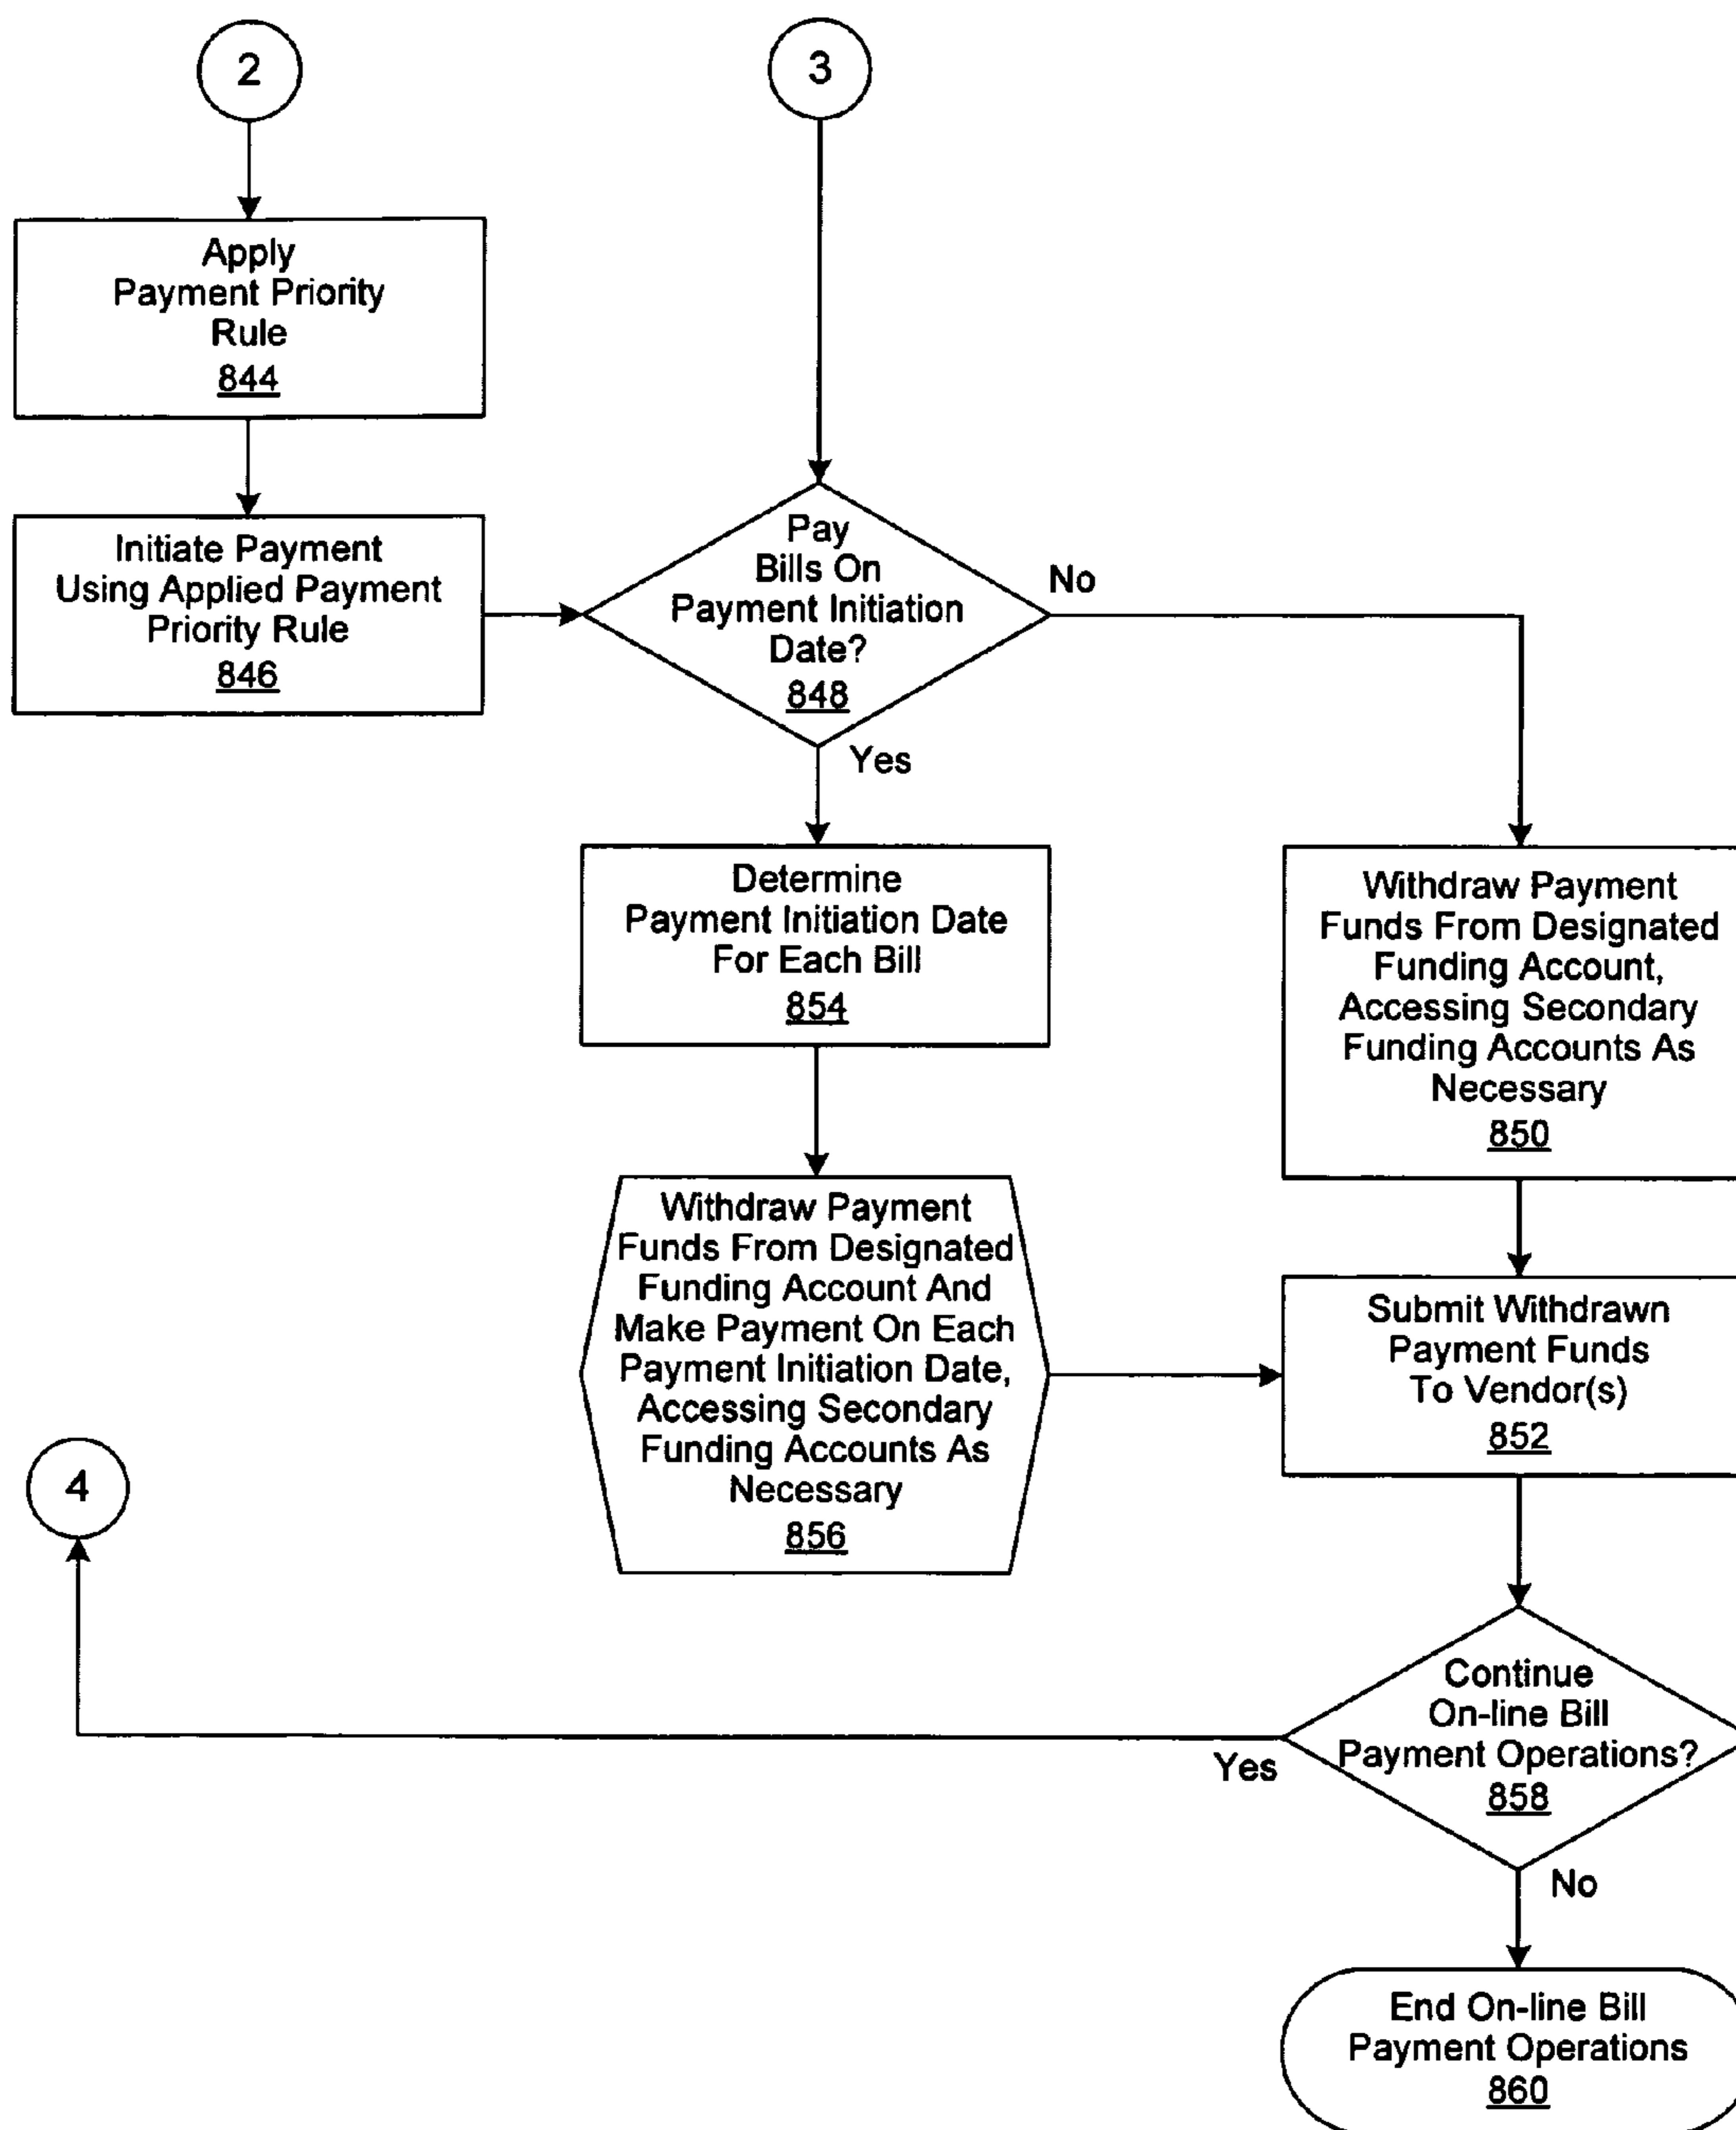 2
3
Apply
Payment Priority
Rule
844
Initiate Payment
Using Applied Payment
Priority Rule
846
Pay
Bills On
Payment Initiation
Date?
848
No
Yes
Determine
Payment Initiation Date
For Each Bill
854
Withdraw Payment
Funds From Designated
Funding Account,
Accessing Secondary
Funding Accounts As
Necessary
850
Withdraw Payment
Funds From Designated
Funding Account And
Make Payment On Each
Payment Initiation Date,
Accessing Secondary
Funding Accounts As
Necessary
856
Submit Withdrawn
Payment Funds
To Vendor(s)
852
4
Continue
On-line Bill
Payment Operations?
858
Yes
No
End On-line Bill
Payment Operations
860